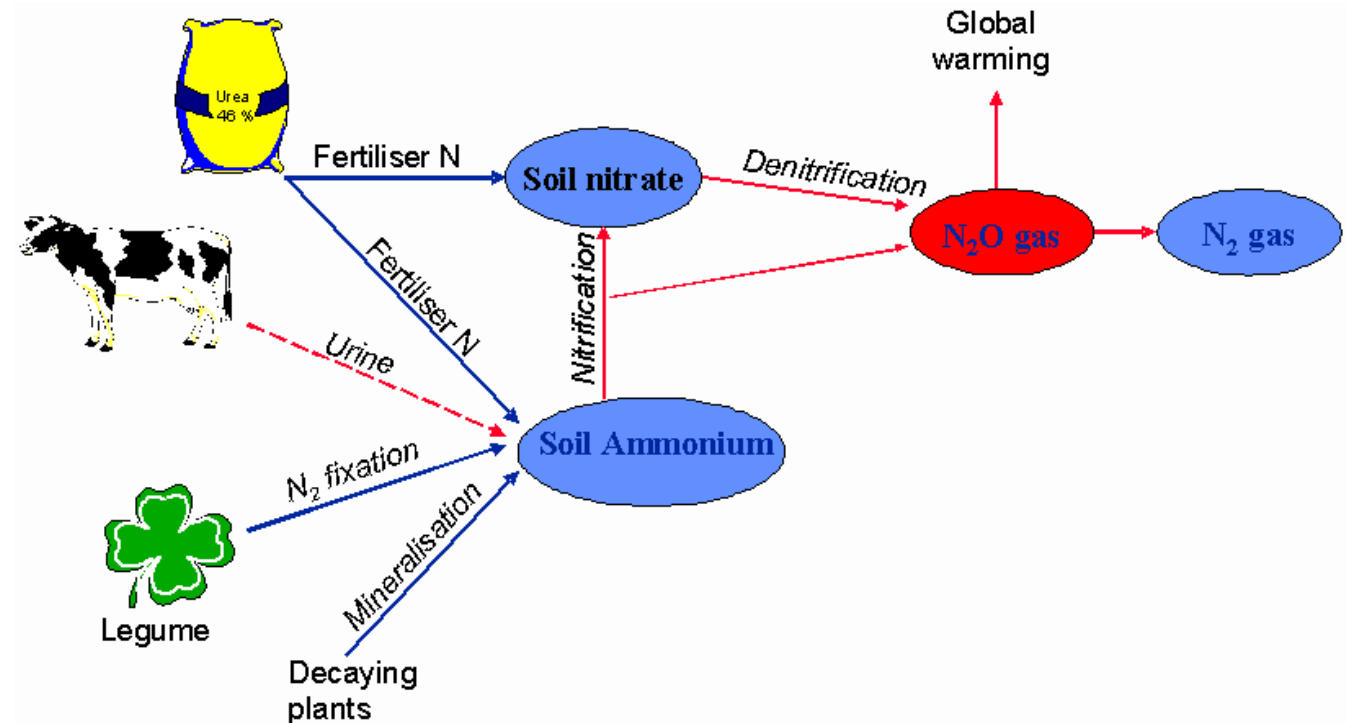 Global
warming
Urea
46 %
Fertiliser N
Soil nitrate
Denitrification
N₂O gas
N₂ gas
Fertiliser N
Nitrification
Urine
Soil Ammonium
N₂ fixation
Mineralisation
Legume
Decaying
plants